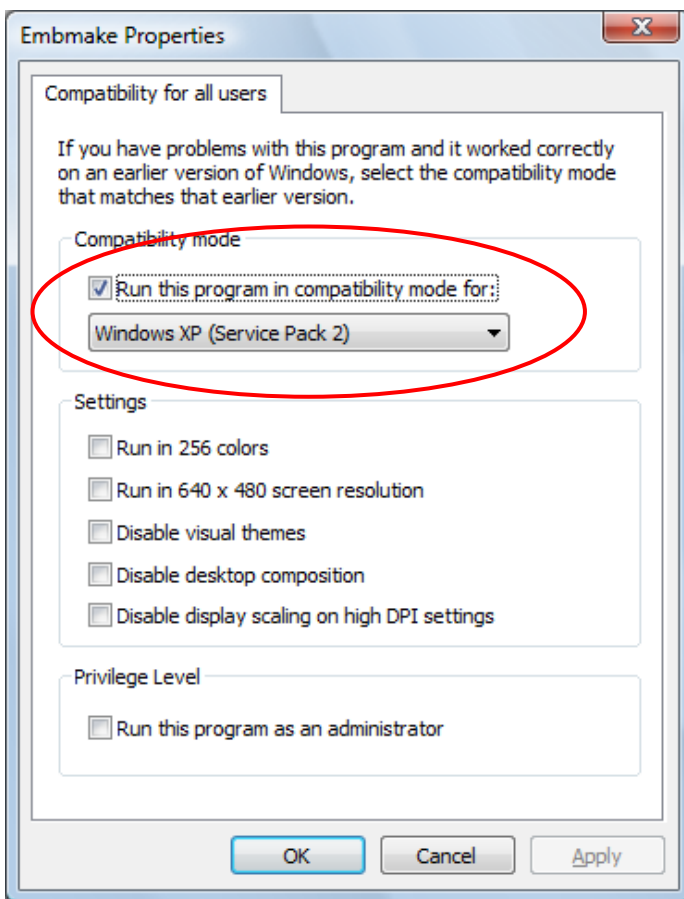 Embmake Properties
Compatibility for all users
If you have problems with this program and it worked correctly
on an earlier version of Windows, select the compatibility mode
that matches that earlier version.
Compatibility mode
Run this program in compatibility mode for:
Windows XP (Service Pack 2)
Settings
Run in 256 colors
Run in 640 x 480 screen resolution
Disable visual themes
Disable desktop composition
Disable display scaling on high DPI settings
Privilege Level
Run this program as an administrator
OK Cancel Apply